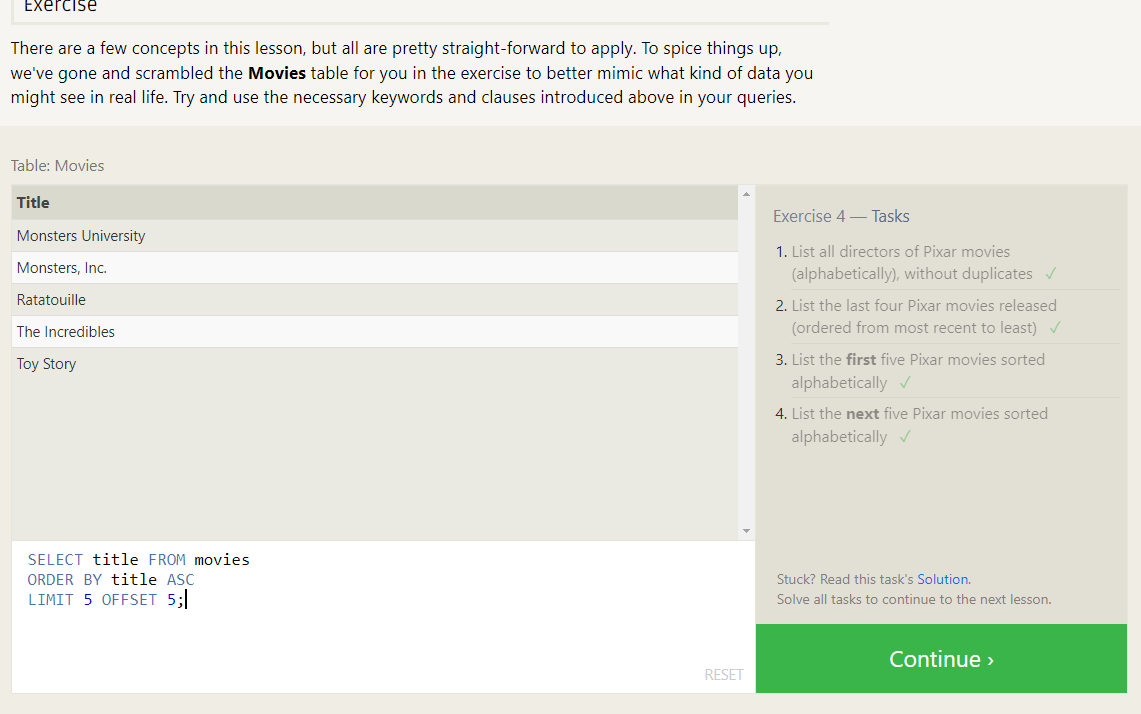 Exercise
There are a few concepts in this lesson, but all are pretty straight-forward to apply. To spice things up,
we've gone and scrambled the Movies table for you in the exercise to better mimic what kind of data you
might see in real life. Try and use the necessary keywords and clauses introduced above in your queries.
Table: Movies
Title
Monsters University
Monsters, Inc.
Ratatouille
The Incredibles
Toy Story
SELECT title FROM movies
ORDER BY title ASC
LIMIT 5 OFFSET 5;
RESET
Exercise 4 — Tasks
1. List all directors of Pixar movies
(alphabetically), without duplicates ✓
2. List the last four Pixar movies released
(ordered from most recent to least) ✓
3. List the first five Pixar movies sorted
alphabetically ✓
4. List the next five Pixar movies sorted
alphabetically ✓
Stuck? Read this task's Solution.
Solve all tasks to continue to the next lesson.
Continue ›